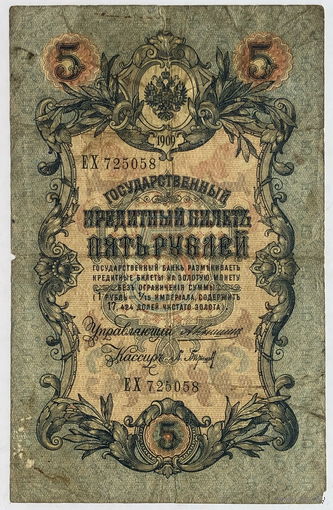 5 5
1909
ЕХ 725058
ГОСУДАРСТВЕННЫЙ
КРЕДИТНЫЙ БИЛЕТЪ
ПЯТЬ РУБЛЕЙ
ГОСУДАРСТВЕННЫЙ БАНКЪ РАЗМѢНИВАЕТЪ
КРЕДИТНЫЕ БИЛЕТЫ НА ЗОЛОТУЮ МОНЕТУ
БЕЗЪ ОГРАНИЧЕНІЯ СУММЫ
(1 РУБЛЬ = 1/15 ИМПЕРІАЛА, СОДЕРЖИТЪ
17,424 ДОЛЕЙ ЧИСТАГО ЗОЛОТА).
Управляющій
Кассиръ
ЕХ 725058
5